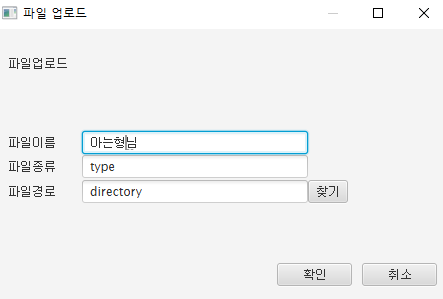 파일 업로드
파일업로드
파일이름 아는형님
파일종류 type
파일경로 directory 찾기
확인 취소